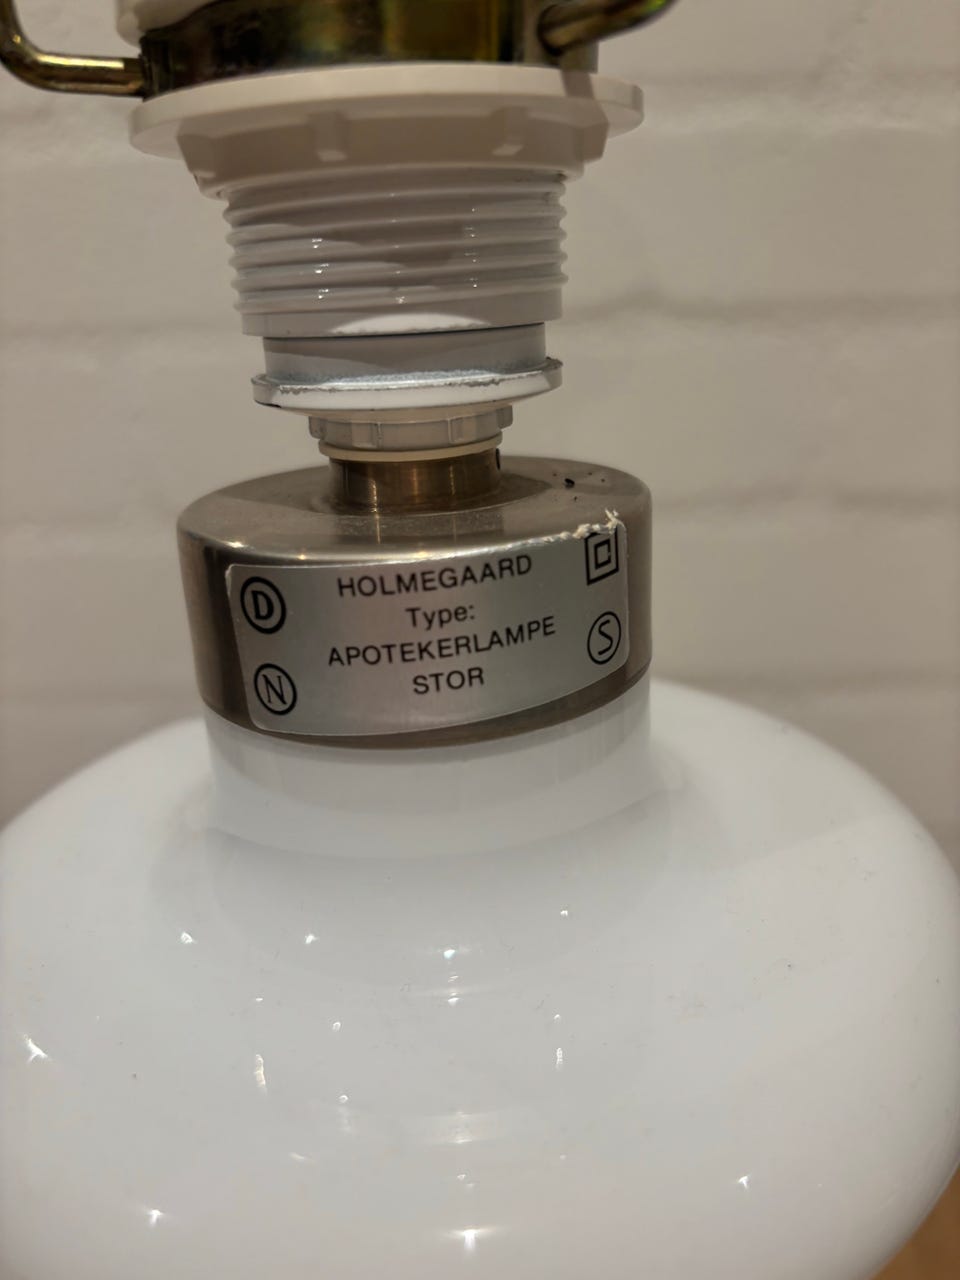 D
HOLMEGAARD
Type:
APOTEKERLAMPE
STOR
N
S